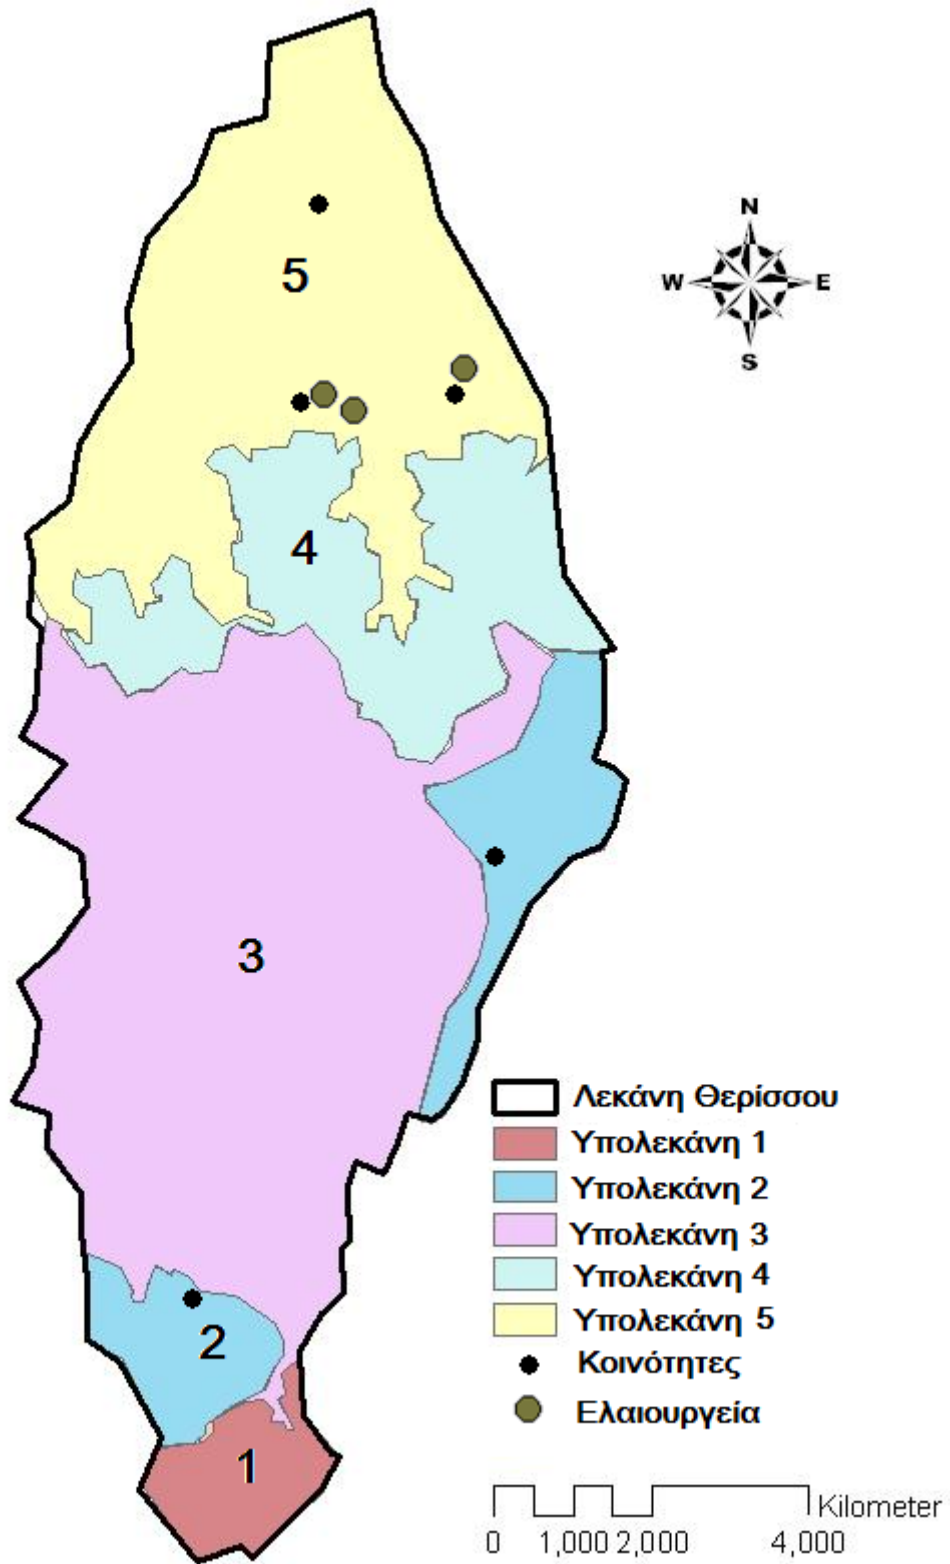 N
5
W E
S
4
3
Λεκάνη Θερίσσου
Υπολεκάνη 1
Υπολεκάνη 2
Υπολεκάνη 3
Υπολεκάνη 4
Υπολεκάνη 5
2
Κοινότητες
Ελαιουργεία
1
Kilometer
0 1,000 2,000 4,000